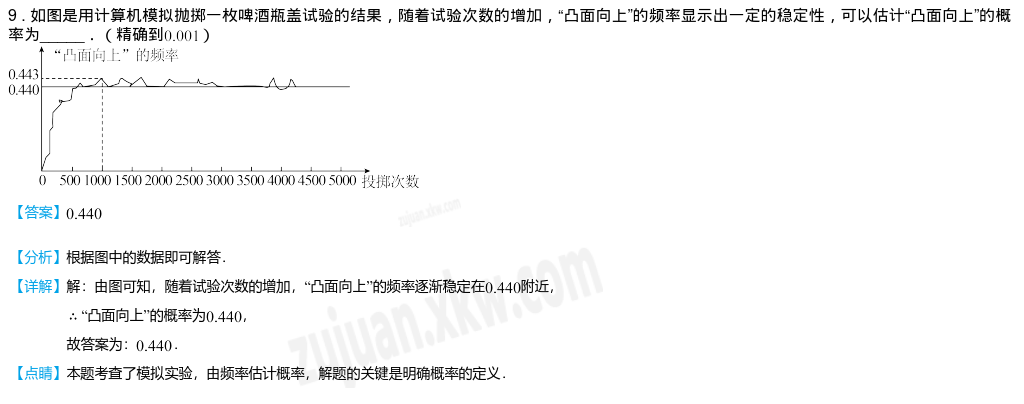 9．如图是用计算机模拟抛掷一枚啤酒瓶盖试验的结果，随着试验次数的增加，“凸面向上”的频率显示出一定的稳定性，可以估计“凸面向上”的概
率为______．（精确到0.001）
“凸面向上”的频率
0.443
0.440
0 500 1000 1500 2000 2500 3000 3500 4000 4500 5000 投掷次数
【答案】0.440
zujuan.xkw.com
【分析】根据图中的数据即可解答．
【详解】解：由图可知，随着试验次数的增加，“凸面向上”的频率逐渐稳定在0.440附近，
∴“凸面向上”的概率为0.440，
故答案为：0.440．
zujuan.xkw.com
【点睛】本题考查了模拟实验，由频率估计概率，解题的关键是明确概率的定义．